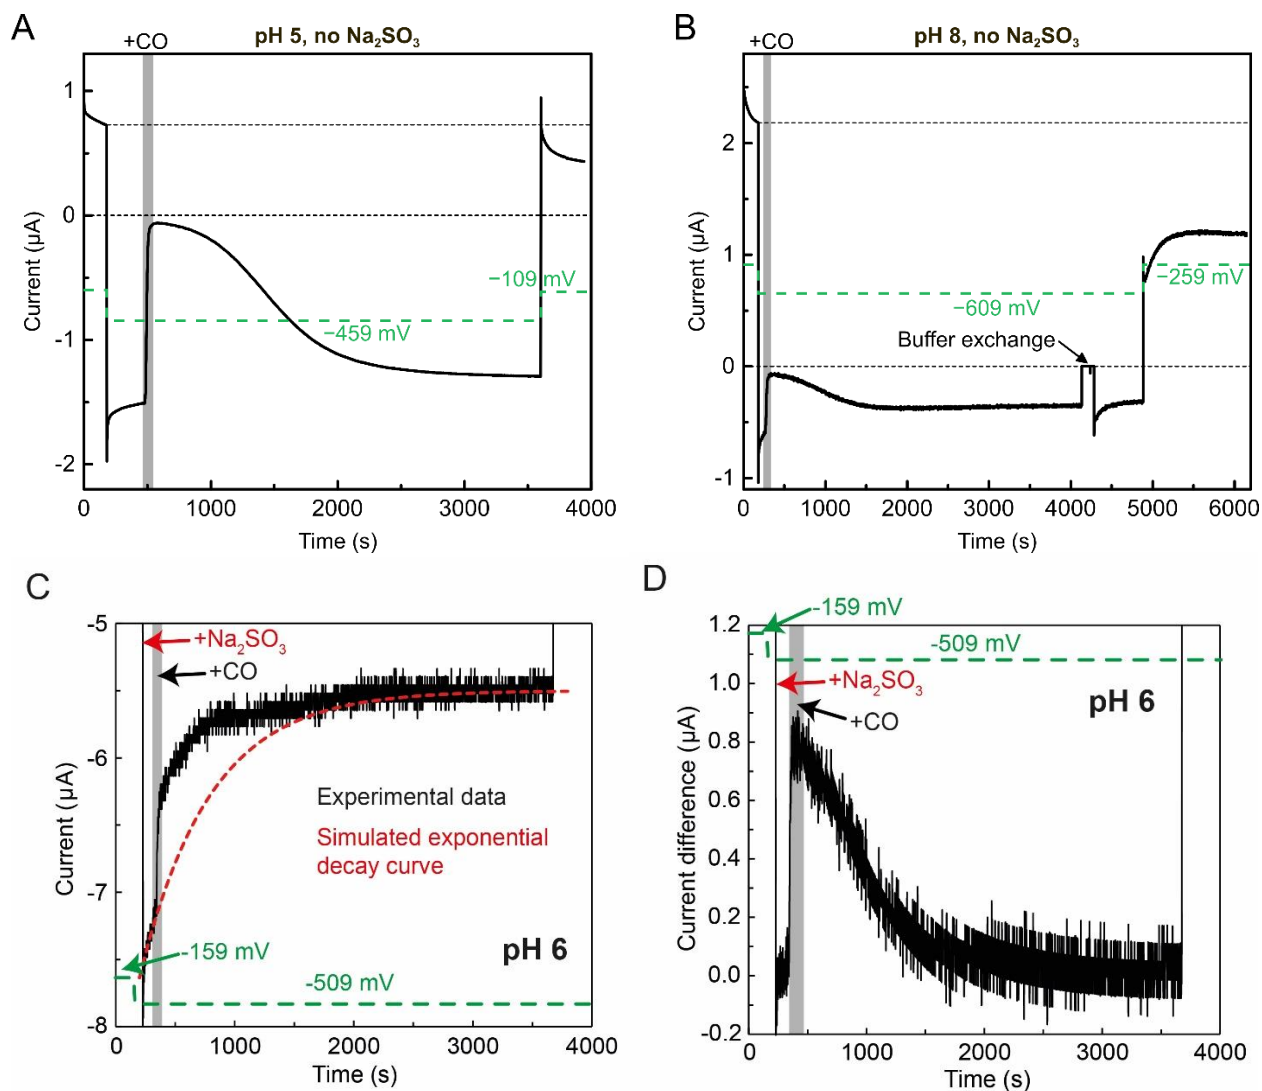 A
+CO
pH 5, no Na₂SO₃
1
0
-1
-2
Current (µA)
−109 mV
−459 mV
0
1000
2000
3000
4000
Time (s)
B
+CO
pH 8, no Na₂SO₃
2
1
0
-1
Current (µA)
−259 mV
−609 mV
Buffer exchange
0
1000
2000
3000
4000
5000
6000
Time (s)
C
-5
-6
-7
-8
Current (µA)
+Na₂SO₃
+CO
Experimental data
Simulated exponential
decay curve
-159 mV
pH 6
-509 mV
0
1000
2000
3000
4000
Time (s)
D
-159 mV
1.2
1.0
0.8
0.6
0.4
0.2
0.0
-0.2
Current difference (µA)
-509 mV
+Na₂SO₃
+CO
pH 6
0
1000
2000
3000
4000
Time (s)